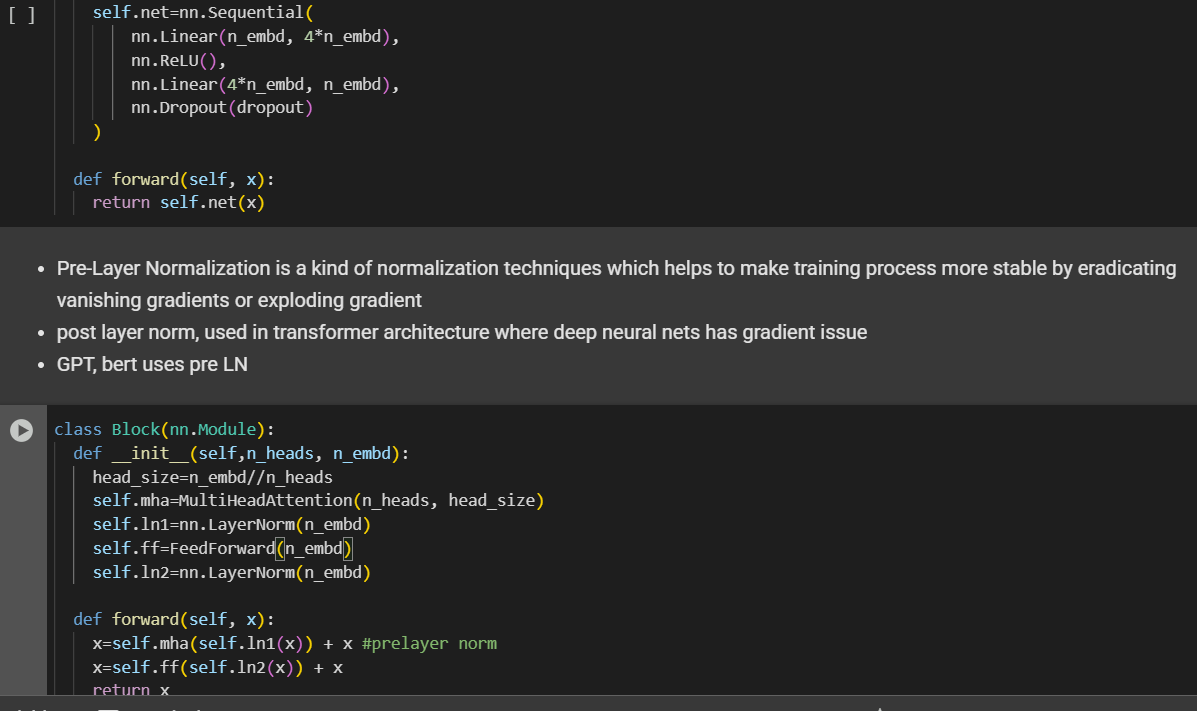 [ ]
self.net=nn.Sequential(
nn.Linear(n_embd, 4*n_embd),
nn.ReLU(),
nn.Linear(4*n_embd, n_embd),
nn.Dropout(dropout)
)
def forward(self, x):
return self.net(x)
• Pre-Layer Normalization is a kind of normalization techniques which helps to make training process more stable by eradicating
vanishing gradients or exploding gradient
• post layer norm, used in transformer architecture where deep neural nets has gradient issue
• GPT, bert uses pre LN
class Block(nn.Module):
def __init__(self,n_heads, n_embd):
head_size=n_embd//n_heads
self.mha=MultiHeadAttention(n_heads, head_size)
self.ln1=nn.LayerNorm(n_embd)
self.ff=FeedForward(n_embd)
self.ln2=nn.LayerNorm(n_embd)
def forward(self, x):
x=self.mha(self.ln1(x)) + x #prelayer norm
x=self.ff(self.ln2(x)) + x
return x